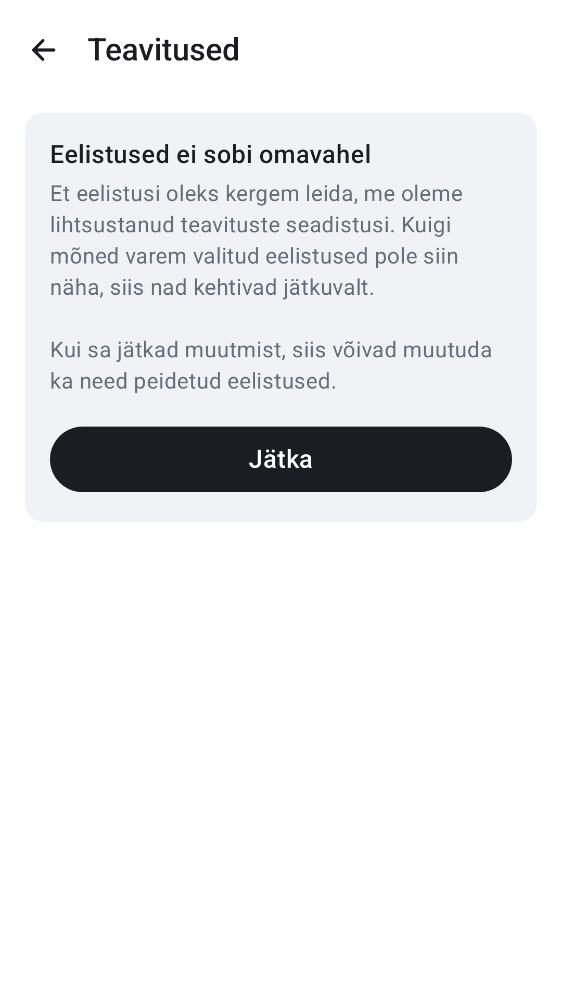 Teavitused
Eelistused ei sobi omavahel
Et eelistusi oleks kergem leida, me oleme
lihtsustanud teavituste seadistusi. Kuigi
mõned varem valitud eelistused pole siin
näha, siis nad kehtivad jätkuvalt.
Kui sa jätkad muutmist, siis võivad muutuda
ka need peidetud eelistused.
Jätka